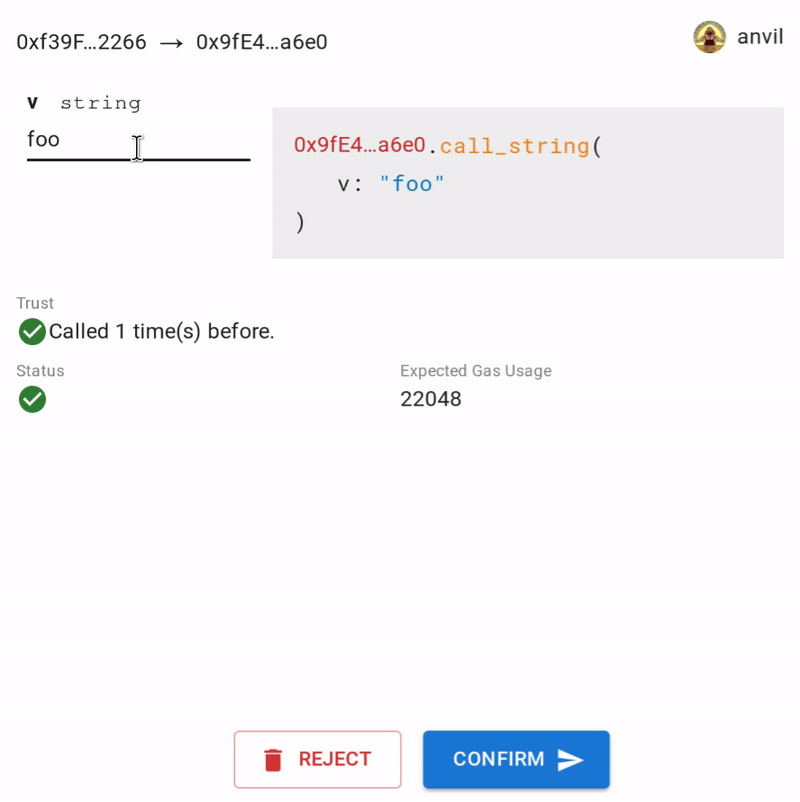 0xf39F…2266 → 0x9fE4…a6e0
anvil
v string
foo
0x9fE4…a6e0.call_string(
v: "foo"
)
Trust
Called 1 time(s) before.
Status
Expected Gas Usage
22048
REJECT
CONFIRM